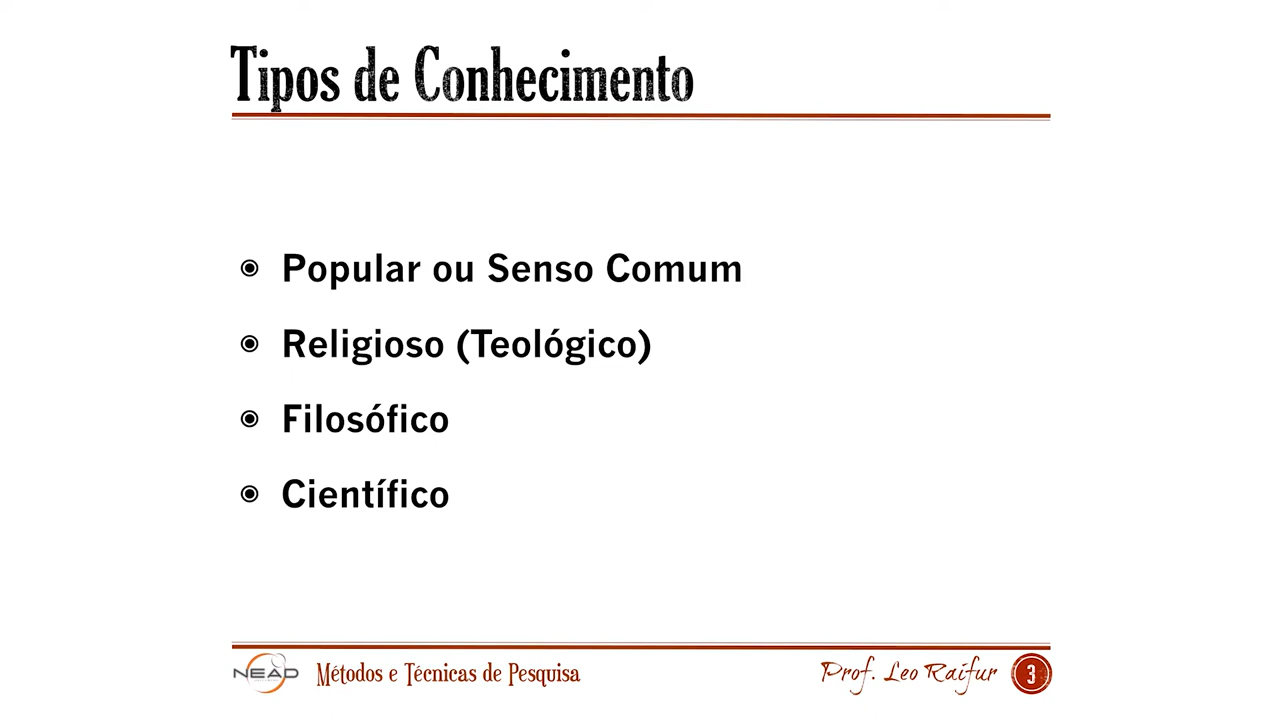 Tipos de Conhecimento
Popular ou Senso Comum
Religioso (Teológico)
Filosófico
Científico
NEAD
Métodos e Técnicas de Pesquisa
Prof. Leo Raifur
3